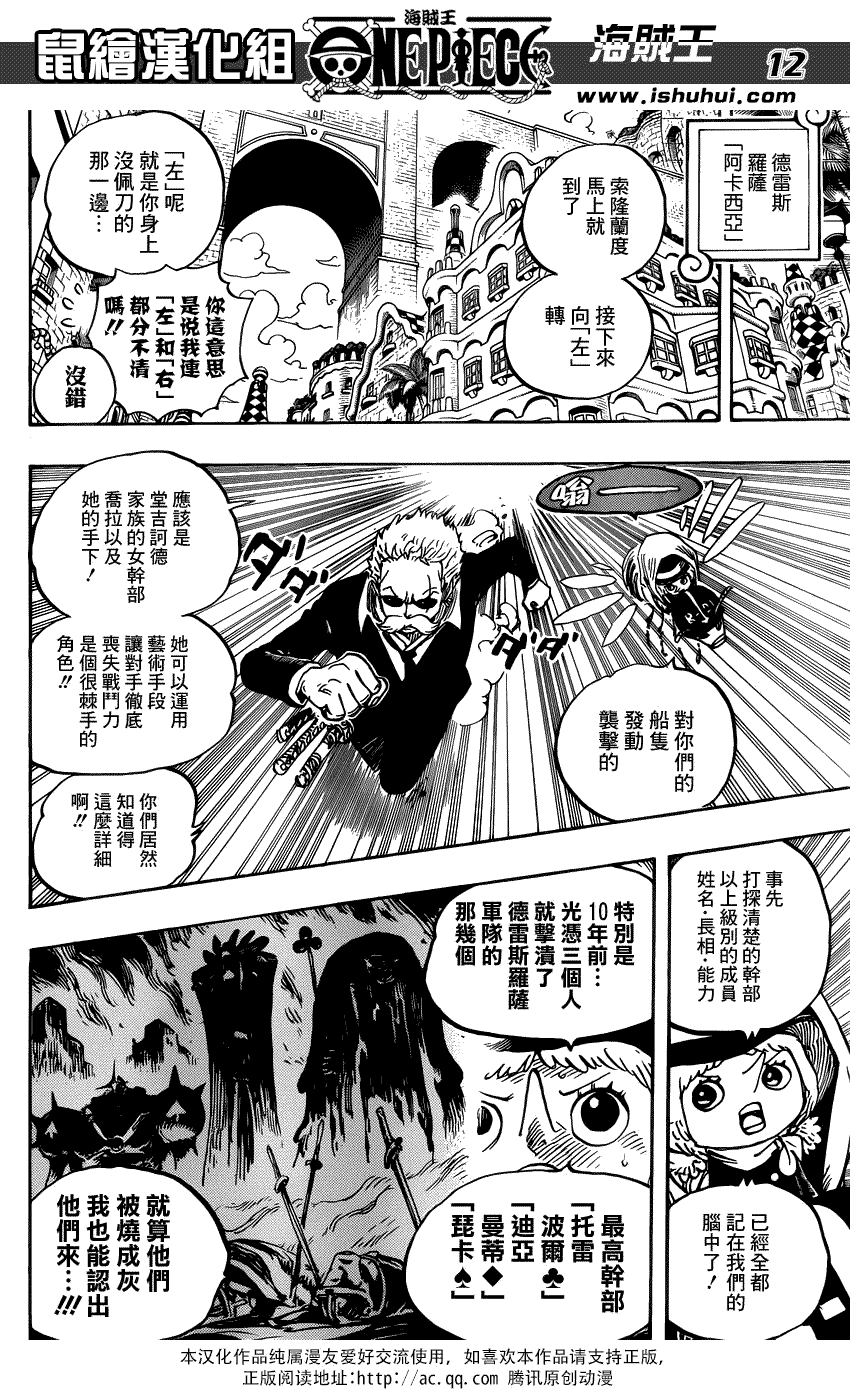 鼠繪漢化組
海賊王
ONE PIECE
海賊王
12
www.ishuhui.com
德雷斯
羅薩
「阿卡西亞」
索隆蘭度
馬上就
到了
接下來
向「左」
轉
「左」呢
就是你身上
沒佩刀的
那一邊…
你這意思
是说我連
「左」和「右」
都分不清
嗎!!
沒錯
嗡——
對你們的
船隻
發動
襲擊的
應該是
堂吉訶德
家族的女幹部
喬拉以及
她的手下!
她可以運用
藝術手段
讓對手徹底
喪失戰鬥力
是個很棘手的
角色!!
你們居然
知道得
這麼詳細
啊!!
ダダッ
ダダダッ
事先
打探清楚的幹部
以上級別的成員
姓名·長相·能力
已經全都
記在我們的
腦中了!
特別是
10年前…
光憑三個人
就擊潰了
德雷斯羅薩
軍隊的
那幾個
最高幹部
「托雷
波爾♣」
「迪亞
曼蒂♦」
「琵卡♠」
就算他們
被燒成灰
我也能認出
他們來…!!!
本汉化作品纯属漫友爱好交流使用，如喜欢本作品请支持正版，
正版阅读地址:http://ac.qq.com 腾讯原创动漫